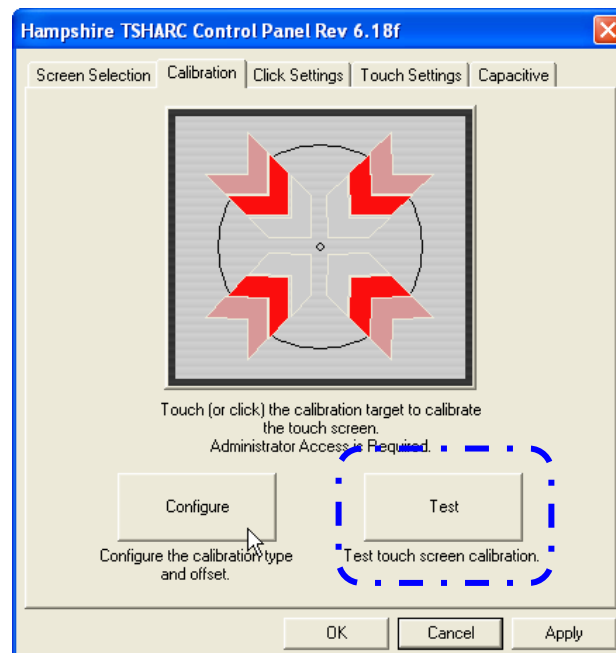 Hampshire TSHARC Control Panel Rev 6.18f
Screen Selection Calibration Click Settings Touch Settings Capacitive
Touch (or click) the calibration target to calibrate
the touch screen.
Administrator Access is Required.
Configure
Test
Configure the calibration type
and offset.
Test touch screen calibration.
OK Cancel Apply